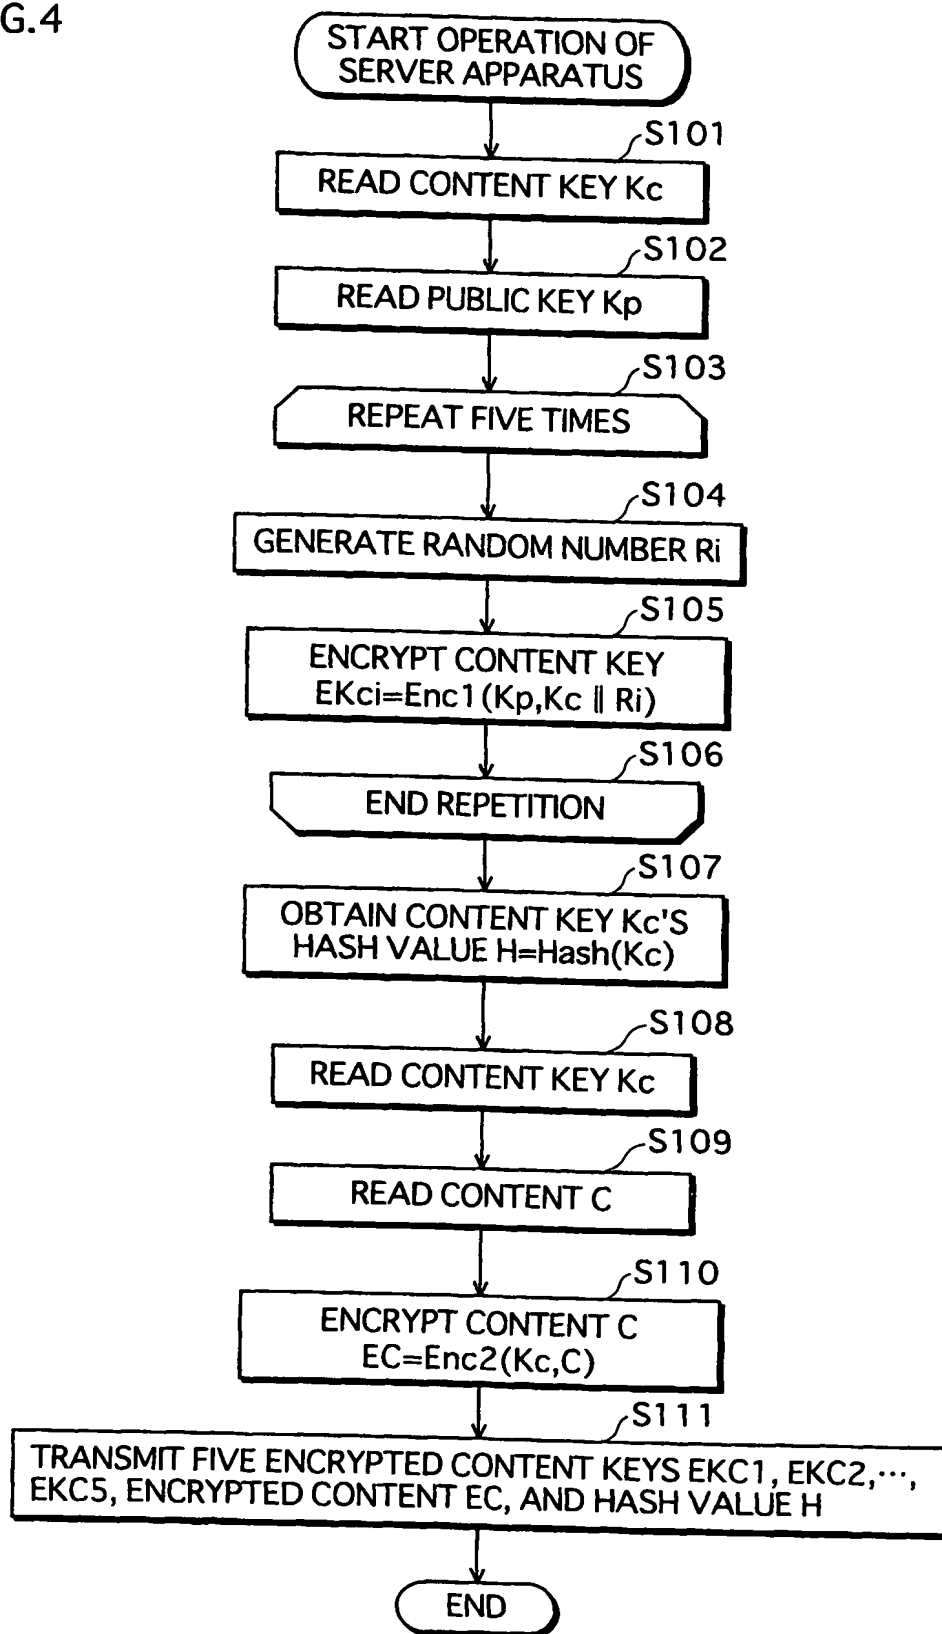 G.4
START OPERATION OF
SERVER APPARATUS
S101
READ CONTENT KEY Kc
S102
READ PUBLIC KEY Kp
S103
REPEAT FIVE TIMES
S104
GENERATE RANDOM NUMBER Ri
S105
ENCRYPT CONTENT KEY
EKci=Enc1(Kp,Kc || Ri)
S106
END REPETITION
S107
OBTAIN CONTENT KEY Kc'S
HASH VALUE H=Hash(Kc)
S108
READ CONTENT KEY Kc
S109
READ CONTENT C
S110
ENCRYPT CONTENT C
EC=Enc2(Kc,C)
S111
TRANSMIT FIVE ENCRYPTED CONTENT KEYS EKC1, EKC2,···,
EKC5, ENCRYPTED CONTENT EC, AND HASH VALUE H
END